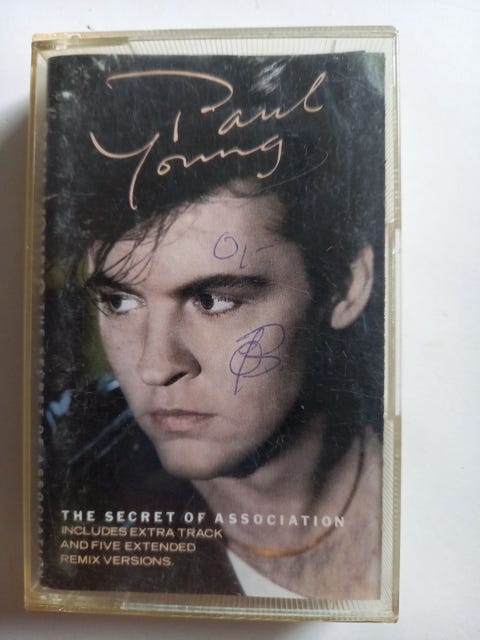 Paul
Young
THE SECRET OF ASSOCIATION
INCLUDES EXTRA TRACK
AND FIVE EXTENDED
REMIX VERSIONS.